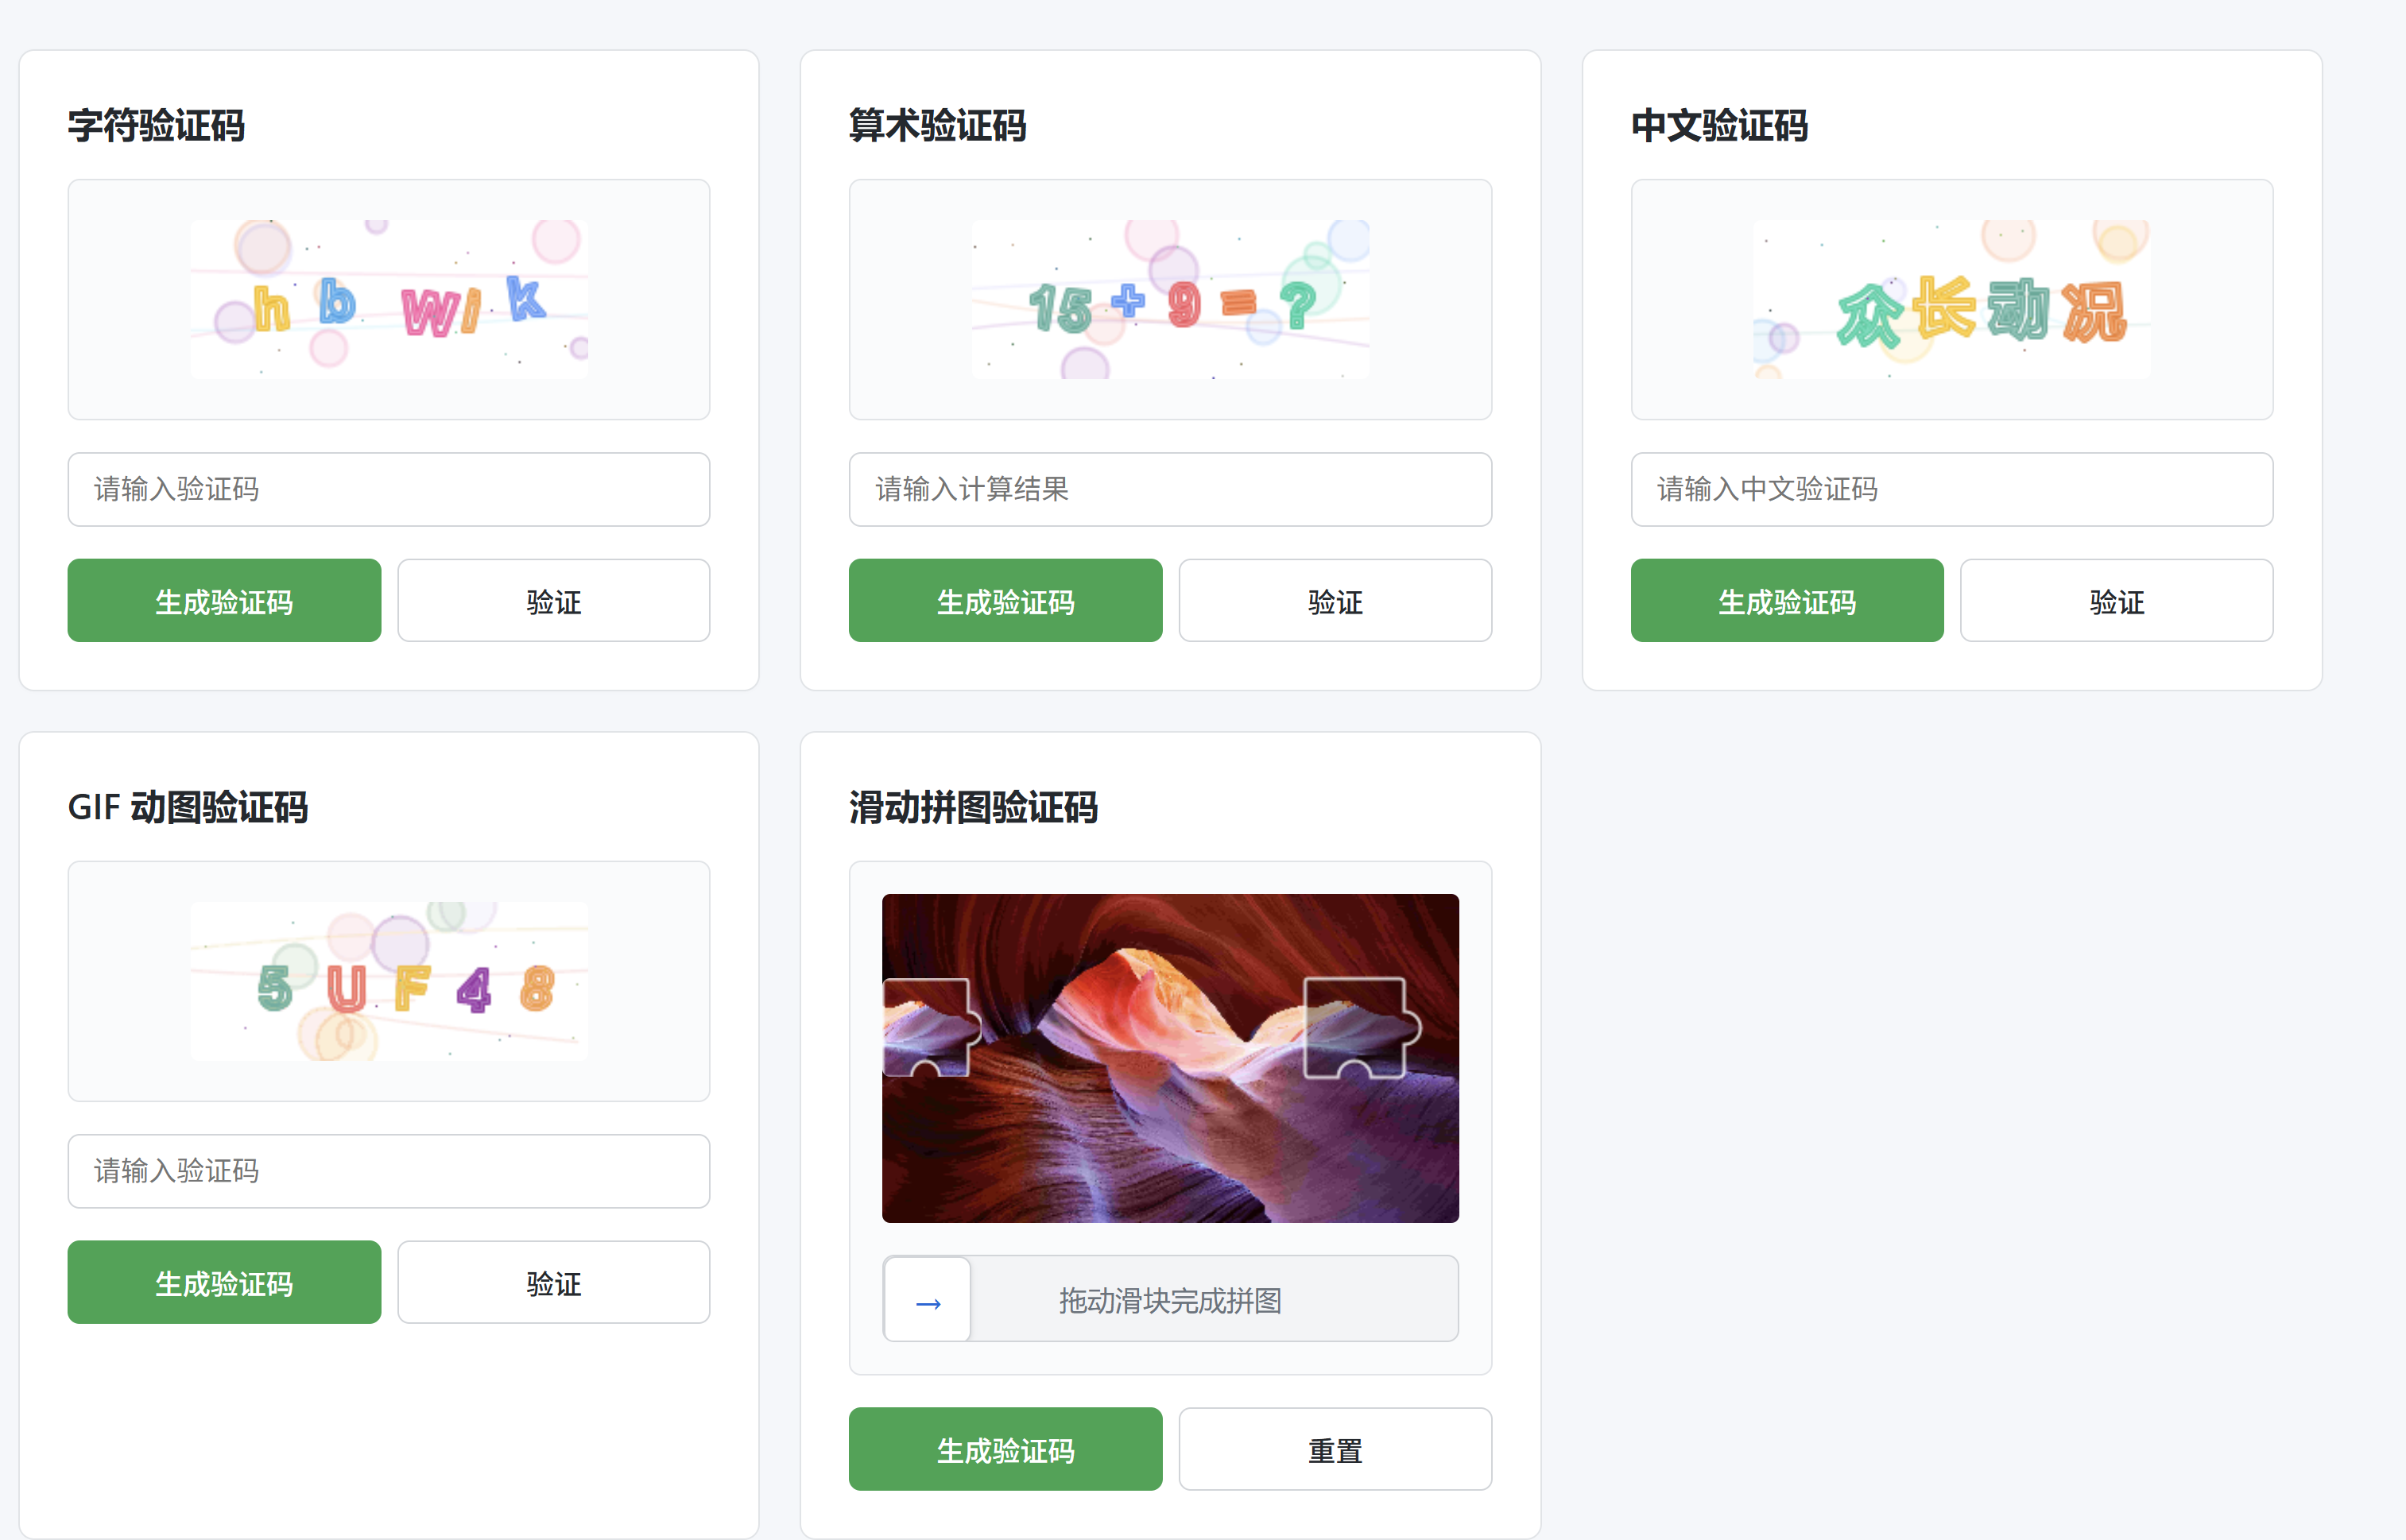 字符验证码
h b W i k
请输入验证码
生成验证码 验证
算术验证码
15 + 9 = ?
请输入计算结果
生成验证码 验证
中文验证码
众长动况
请输入中文验证码
生成验证码 验证
GIF 动图验证码
5 U F 4 8
请输入验证码
生成验证码 验证
滑动拼图验证码
→ 拖动滑块完成拼图
生成验证码 重置